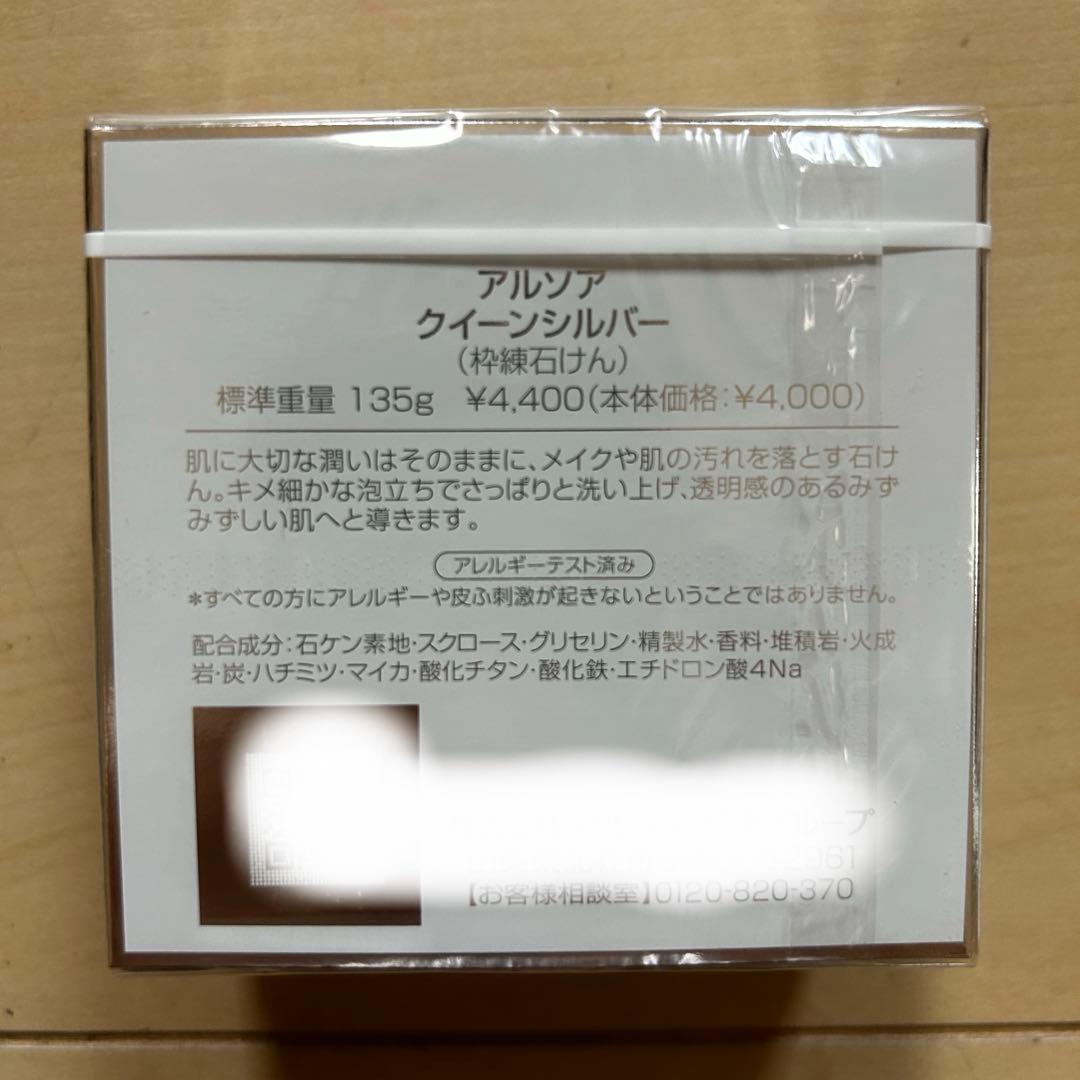 アルソア
クイーンシルバー
(枠練石けん)
標準重量 135g ¥4,400(本体価格:¥4,000)
肌に大切な潤いはそのままに、メイクや肌の汚れを落とす石け
ん。キメ細かな泡立ちでさっぱりと洗い上げ、透明感のあるみず
みずしい肌へと導きます。
アレルギーテスト済み
*すべての方にアレルギーや皮ふ刺激が起きないということではありません。
配合成分:石ケン素地・スクロース・グリセリン・精製水・香料・堆積岩・火成
岩・炭・ハチミツ・マイカ・酸化チタン・酸化鉄・エチドロン酸4Na
ループ
【お客様相談室】0120-820-370